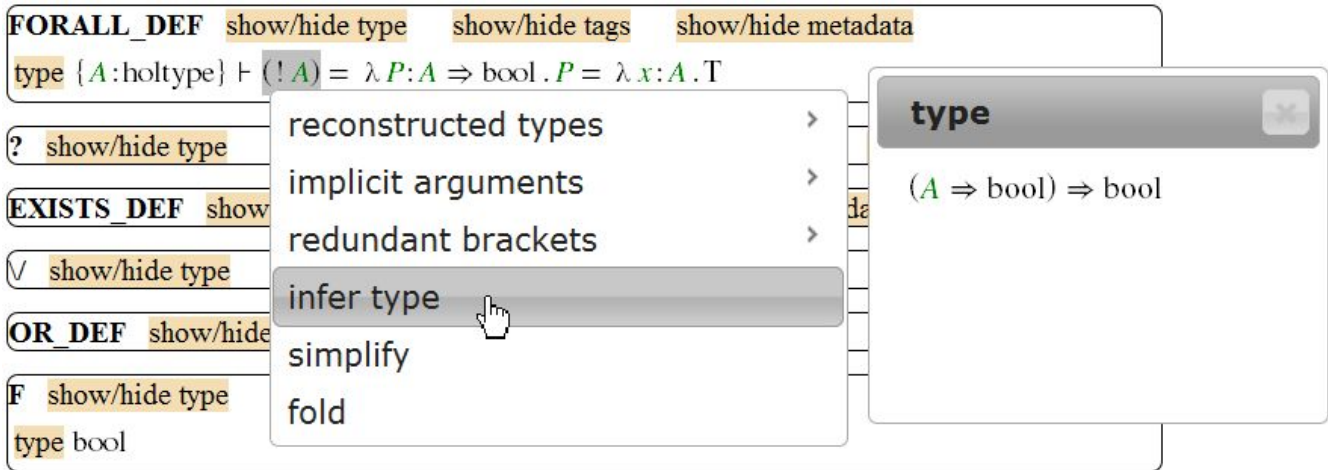 FORALL_DEF show/hide type show/hide tags show/hide metadata
type {A:holtype} ⊢ (! A) = λ P:A ⇒ bool . P = λ x:A . T
? show/hide type
EXISTS_DEF show
\/ show/hide type
OR_DEF show/hide
F show/hide type
type bool
reconstructed types >
implicit arguments >
redundant brackets >
infer type
simplify
fold
type
(A ⇒ bool) ⇒ bool